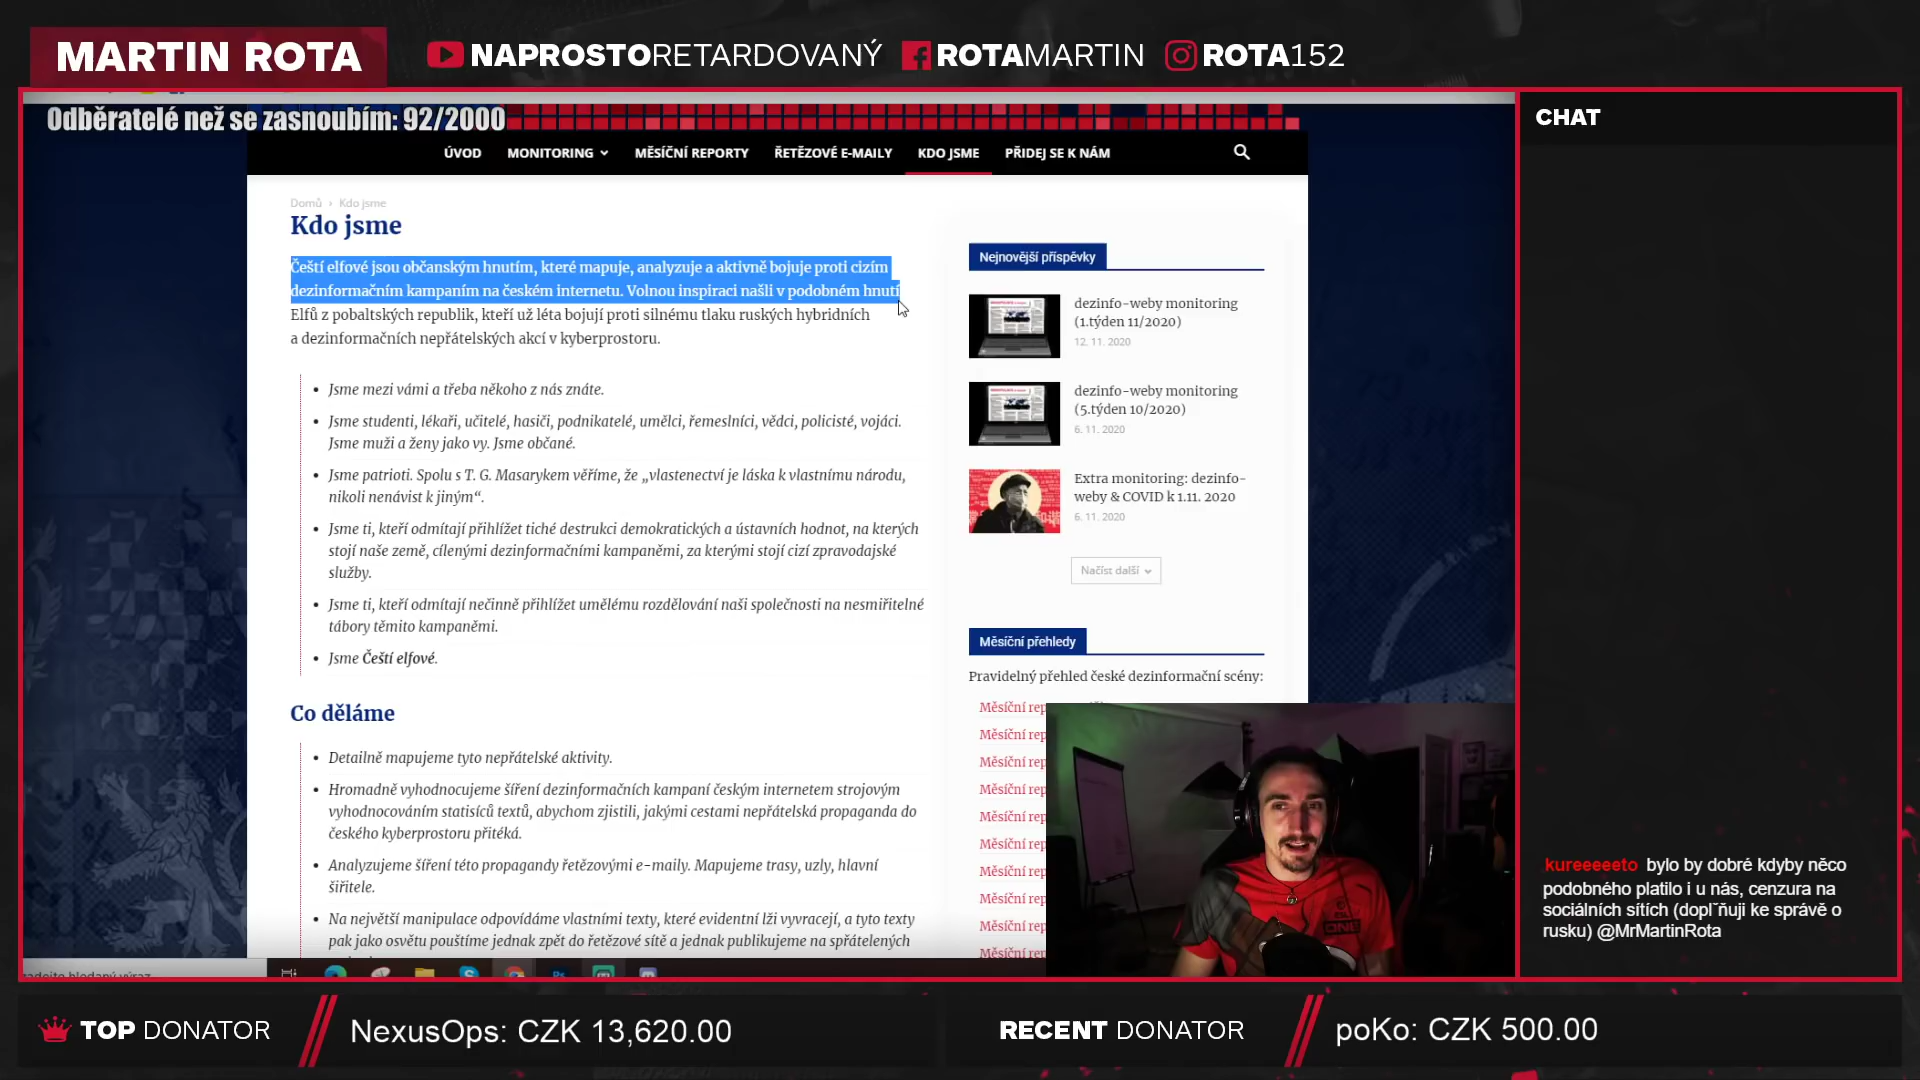 MARTIN ROTA
NAPROSTORETARDOVANÝ
ROTAMARTIN
ROTA152
Odběratelé než se zasnoubím: 92/2000
ÚVOD MONITORING MĚSÍČNÍ REPORTY ŘETĚZOVÉ E-MAILY KDO JSME PŘIDEJ SE K NÁM
Domů › Kdo jsme
Kdo jsme
Čeští elfové jsou občanským hnutím, které mapuje, analyzuje a aktivně bojuje proti cizím
dezinformačním kampaním na českém internetu. Volnou inspiraci našli v podobném hnutí
Elfů z pobaltských republik, kteří už léta bojují proti silnému tlaku ruských hybridních
a dezinformačních nepřátelských akcí v kyberprostoru.
• Jsme mezi vámi a třeba někoho z nás znáte.
• Jsme studenti, lékaři, učitelé, hasiči, podnikatelé, umělci, řemeslníci, vědci, policisté, vojáci.
Jsme muži a ženy jako vy. Jsme občané.
• Jsme patrioti. Spolu s T. G. Masarykem věříme, že „vlastenectví je láska k vlastnímu národu,
nikoli nenávist k jiným“.
• Jsme ti, kteří odmítají přihlížet tiché destrukci demokratických a ústavních hodnot, na kterých
stojí naše země, cílenými dezinformačními kampaněmi, za kterými stojí cizí zpravodajské
služby.
• Jsme ti, kteří odmítají nečinně přihlížet umělému rozdělování naši společnosti na nesmiřitelné
tábory těmito kampaněmi.
• Jsme Čeští elfové.
Co děláme
• Detailně mapujeme tyto nepřátelské aktivity.
• Hromadně vyhodnocujeme šíření dezinformačních kampaní českým internetem strojovým
vyhodnocováním statisíců textů, abychom zjistili, jakými cestami nepřátelská propaganda do
českého kyberprostoru přitéká.
• Analyzujeme šíření této propagandy řetězovými e-maily. Mapujeme trasy, uzly, hlavní
šiřitele.
• Na největší manipulace odpovídáme vlastními texty, které evidentní lži vyvracejí, a tyto texty
pak jako osvětu pouštíme jednak zpět do řetězové sítě a jednak publikujeme na spřátelených
Nejnovější příspěvky
dezinfo-weby monitoring
(1.týden 11/2020)
12. 11. 2020
dezinfo-weby monitoring
(5.týden 10/2020)
6. 11. 2020
Extra monitoring: dezinfo-
weby & COVID k 1.11. 2020
6. 11. 2020
Načíst další
Měsíční přehledy
Pravidelný přehled české dezinformační scény:
Měsíční rep
Měsíční rep
Měsíční rep
Měsíční rep
Měsíční rep
Měsíční rep
Měsíční rep
Měsíční rep
Měsíční rep
Měsíční rep
CHAT
kureeeeeto bylo by dobré kdyby něco
podobného platilo i u nás, cenzura na
sociálních sítích (doplˇňuji ke správě o
rusku) @MrMartinRota
TOP DONATOR
NexusOps: CZK 13,620.00
RECENT DONATOR
poKo: CZK 500.00